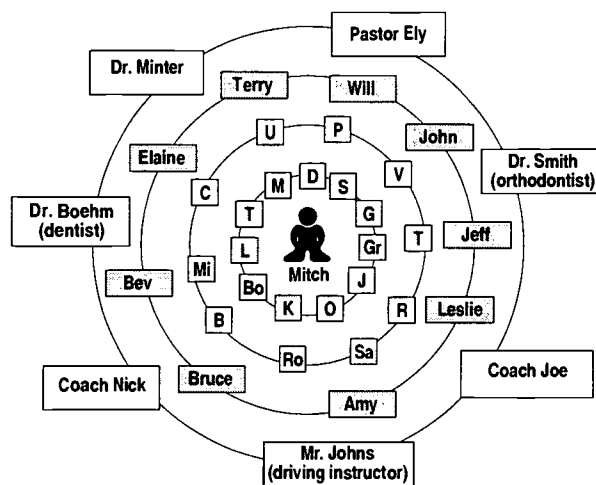 Pastor Ely
Dr. Minter
Terry
Will
U
P
John
Elaine
M
D
S
V
Dr. Smith
(orthodontist)
C
T
G
Dr. Boehm
(dentist)
L
Gr
T
Jeff
Mi
Mitch
Bev
Bo
J
K
O
B
R
Leslie
Ro
Sa
Coach Nick
Bruce
Coach Joe
Amy
Mr. Johns
(driving instructor)